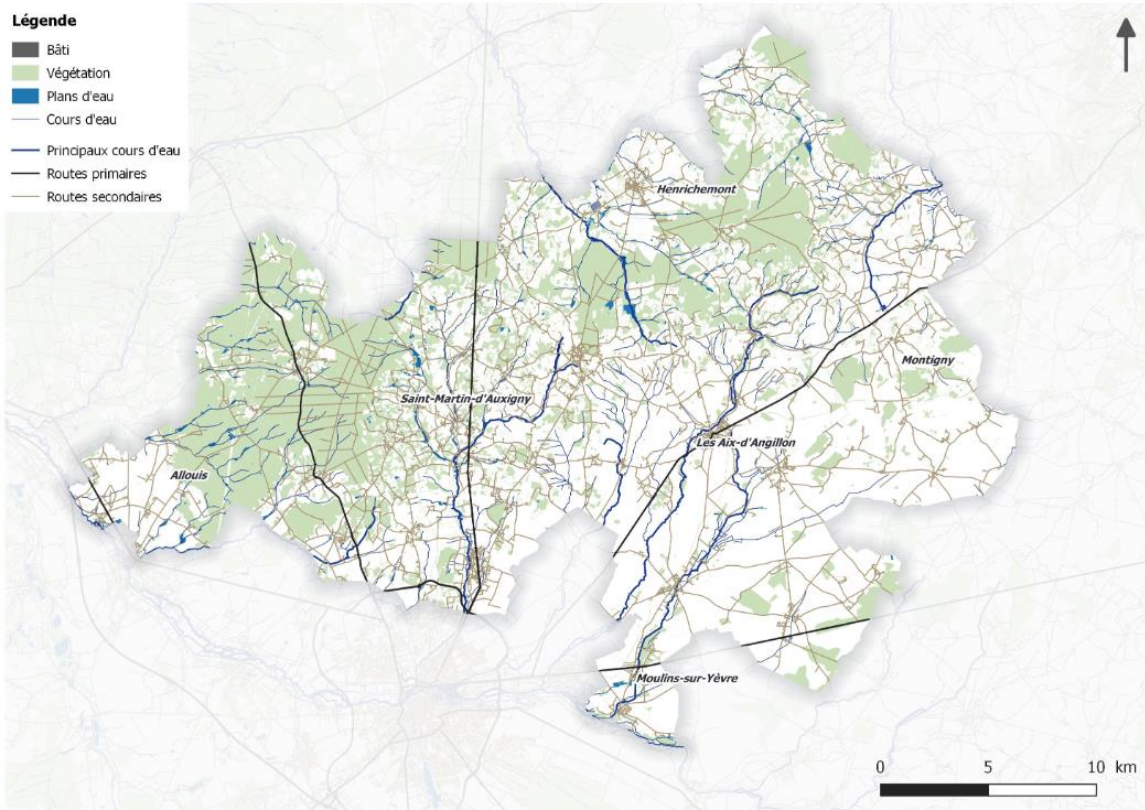 Légende
Bâti
Végétation
Plans d'eau
Cours d'eau
Principaux cours d'eau
Routes primaires
Routes secondaires
Henrichemont
Montigny
Saint-Martin-d'Auxigny
Les Aix-d'Angillon
Allouis
Moulins-sur-Yèvre
0 5 10 km